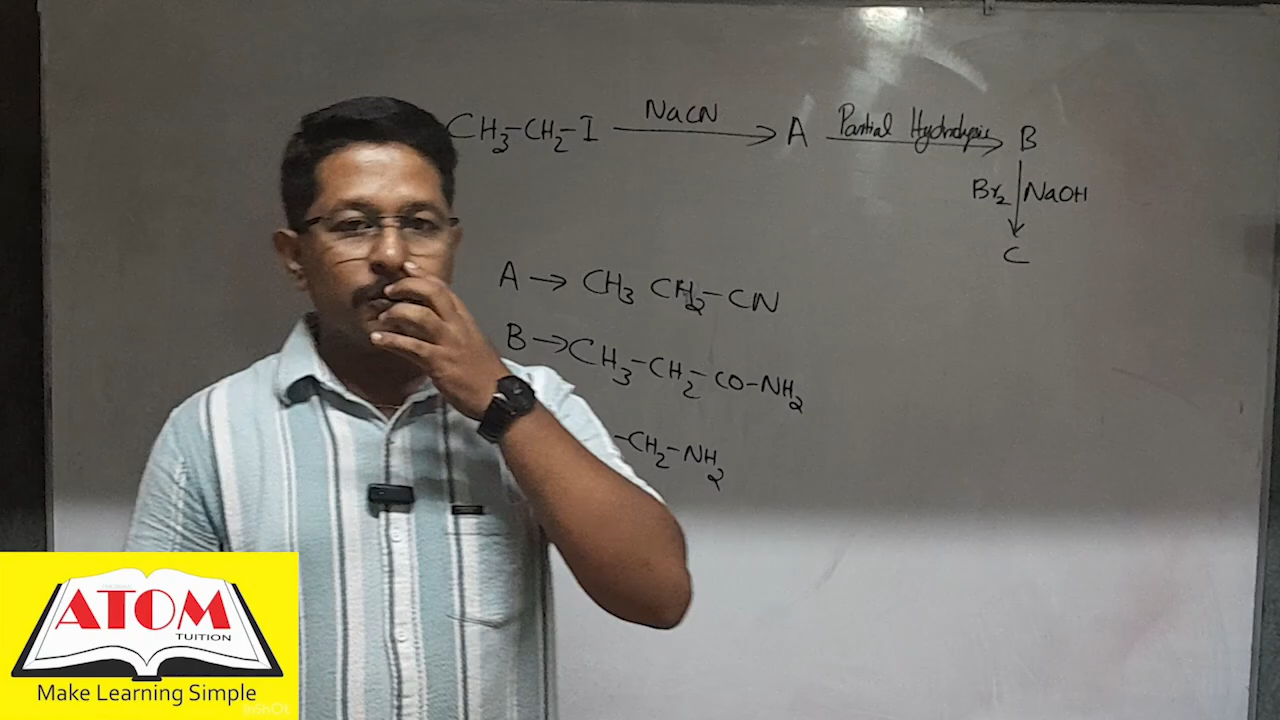 CH3-CH2-I NaCN → A Partial Hydrolysis → B
Br2 NaOH
C
A → CH3 CH2-CN
B → CH3-CH2-CO-NH2
-CH2-NH2
ATOM
TUITION
Make Learning Simple
InShOt